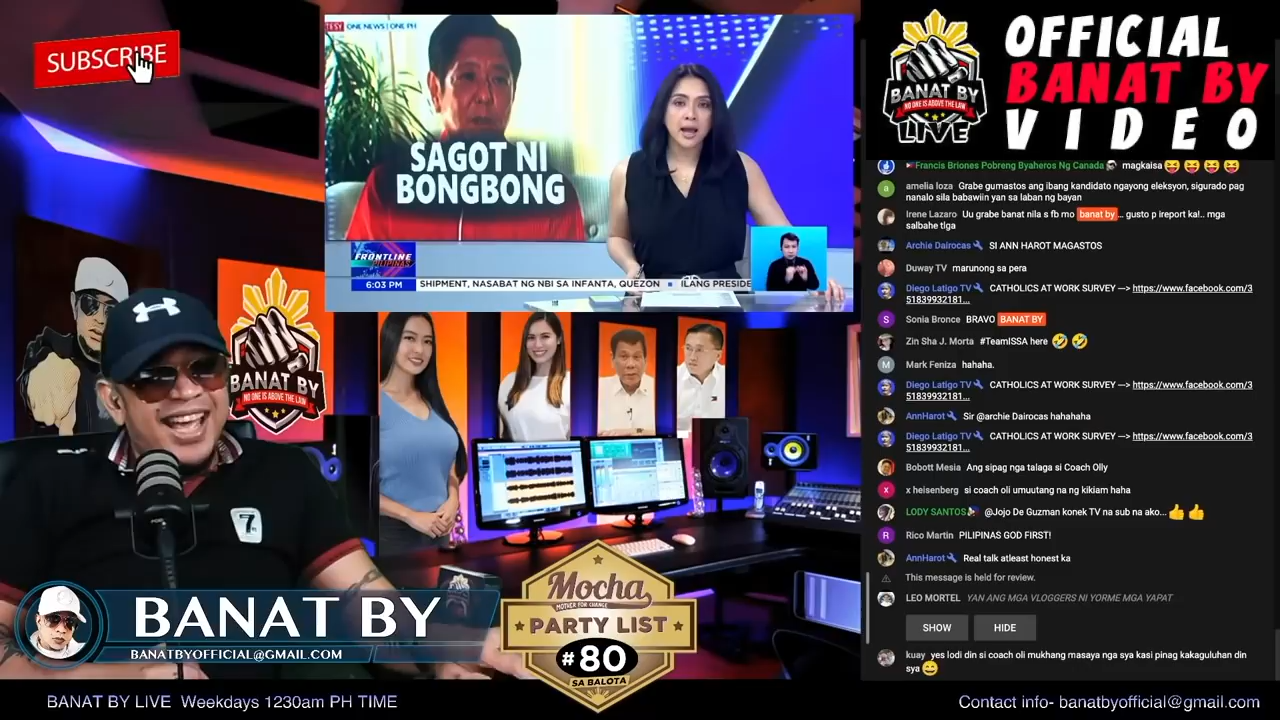 SUBSCRIBE
ONE NEWS | ONE PH
SAGOT NI
BONGBONG
FRONTLINE
PILIPINAS
6:03 PM
SHIPMENT, NASABAT NG NBI SA INFANTA, QUEZON ▪ ILANG PRESIDE
BANAT BY
NO ONE IS ABOVE THE LAW
LIVE
OFFICIAL
BANAT BY
VIDEO
Francis Briones Pobreng Byaheros Ng Canada magkaisa 😝 😝 😝 😝
amelia loza Grabe gumastos ang ibang kandidato ngayong eleksyon, sigurado pag
nanalo sila babawiin yan sa laban ng bayan
Irene Lazaro Uu grabe banat nila s fb mo banat by... gusto p ireport ka!.. mga
salbahe tlga
Archie Dairocas SI ANN HAROT MAGASTOS
Duway TV marunong sa pera
Diego Latigo TV CATHOLICS AT WORK SURVEY —> https://www.facebook.com/3
51839932181...
Sonia Bronce BRAVO BANAT BY
Zin Sha J. Morta #TeamISSA here 🤣 🤣
Mark Feniza hahaha.
Diego Latigo TV CATHOLICS AT WORK SURVEY —> https://www.facebook.com/3
51839932181...
AnnHarot Sir @archie Dairocas hahahaha
Diego Latigo TV CATHOLICS AT WORK SURVEY —> https://www.facebook.com/3
51839932181...
Bobott Mesia Ang sipag nga talaga si Coach Olly
x heisenberg si coach oli umuutang na ng kikiam haha
LODY SANTOS @Jojo De Guzman konek TV na sub na ako... 👍 👍
Rico Martin PILIPINAS GOD FIRST!
AnnHarot Real talk atleast honest ka
This message is held for review.
LEO MORTEL YAN ANG MGA VLOGGERS NI YORME MGA YAPAT
SHOW HIDE
kuay yes lodi din si coach oli mukhang masaya nga sya kasi pinag kakaguluhan din
sya 😄
BANAT BY
NO ONE IS ABOVE THE LAW
7.
Mocha
MOTHER FOR CHANGE
PARTY LIST
#80
SA BALOTA
BANAT BY
BANATBYOFFICIAL@GMAIL.COM
BANAT BY LIVE Weekdays 1230am PH TIME
Contact info- banatbyofficial@gmail.com